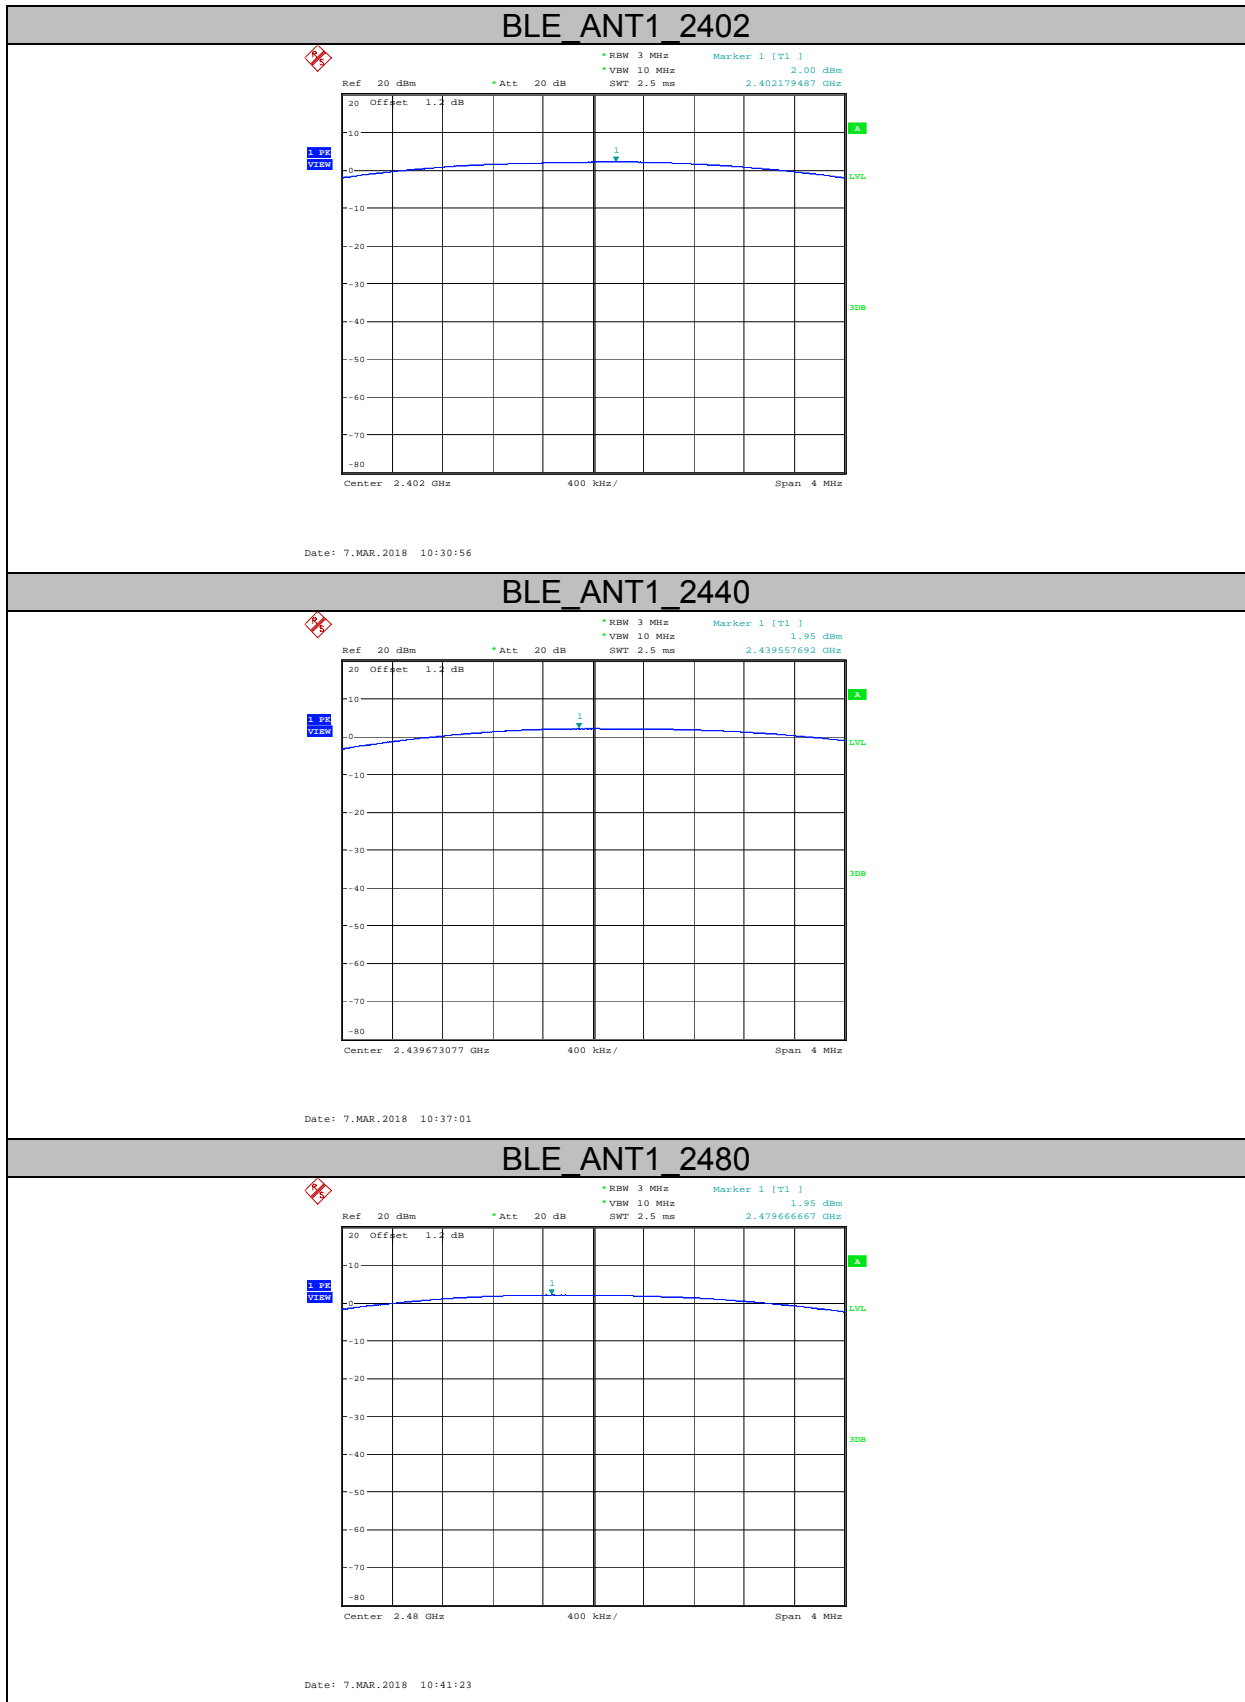 BLE_ANT1_2402
R S
* RBW 3 MHz Marker 1 [T1 ]
* VBW 10 MHz 2.00 dBm
Ref 20 dBm * Att 20 dB SWT 2.5 ms 2.402179487 GHz
20 Offset 1.2 dB
A
10
1 PK
VIEW
1
0
LVL
-10
-20
-30
3DB
-40
-50
-60
-70
-80
Center 2.402 GHz 400 kHz/ Span 4 MHz
Date: 7.MAR.2018 10:30:56
BLE_ANT1_2440
R S
* RBW 3 MHz Marker 1 [T1 ]
* VBW 10 MHz 1.95 dBm
Ref 20 dBm * Att 20 dB SWT 2.5 ms 2.439557692 GHz
20 Offset 1.2 dB
A
10
1 PK
VIEW
1
0
LVL
-10
-20
-30
3DB
-40
-50
-60
-70
-80
Center 2.439673077 GHz 400 kHz/ Span 4 MHz
Date: 7.MAR.2018 10:37:01
BLE_ANT1_2480
R S
* RBW 3 MHz Marker 1 [T1 ]
* VBW 10 MHz 1.95 dBm
Ref 20 dBm * Att 20 dB SWT 2.5 ms 2.479666667 GHz
20 Offset 1.2 dB
A
10
1 PK
VIEW
1
0
LVL
-10
-20
-30
3DB
-40
-50
-60
-70
-80
Center 2.48 GHz 400 kHz/ Span 4 MHz
Date: 7.MAR.2018 10:41:23